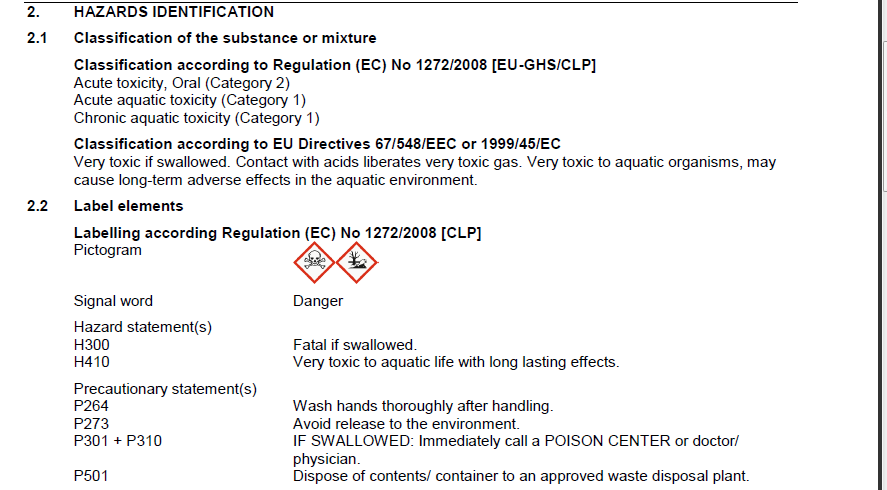 2. HAZARDS IDENTIFICATION
2.1 Classification of the substance or mixture
Classification according to Regulation (EC) No 1272/2008 [EU-GHS/CLP]
Acute toxicity, Oral (Category 2)
Acute aquatic toxicity (Category 1)
Chronic aquatic toxicity (Category 1)
Classification according to EU Directives 67/548/EEC or 1999/45/EC
Very toxic if swallowed. Contact with acids liberates very toxic gas. Very toxic to aquatic organisms, may
cause long-term adverse effects in the aquatic environment.
2.2 Label elements
Labelling according Regulation (EC) No 1272/2008 [CLP]
Pictogram
Signal word Danger
Hazard statement(s)
H300 Fatal if swallowed.
H410 Very toxic to aquatic life with long lasting effects.
Precautionary statement(s)
P264 Wash hands thoroughly after handling.
P273 Avoid release to the environment.
P301 + P310 IF SWALLOWED: Immediately call a POISON CENTER or doctor/
physician.
P501 Dispose of contents/ container to an approved waste disposal plant.